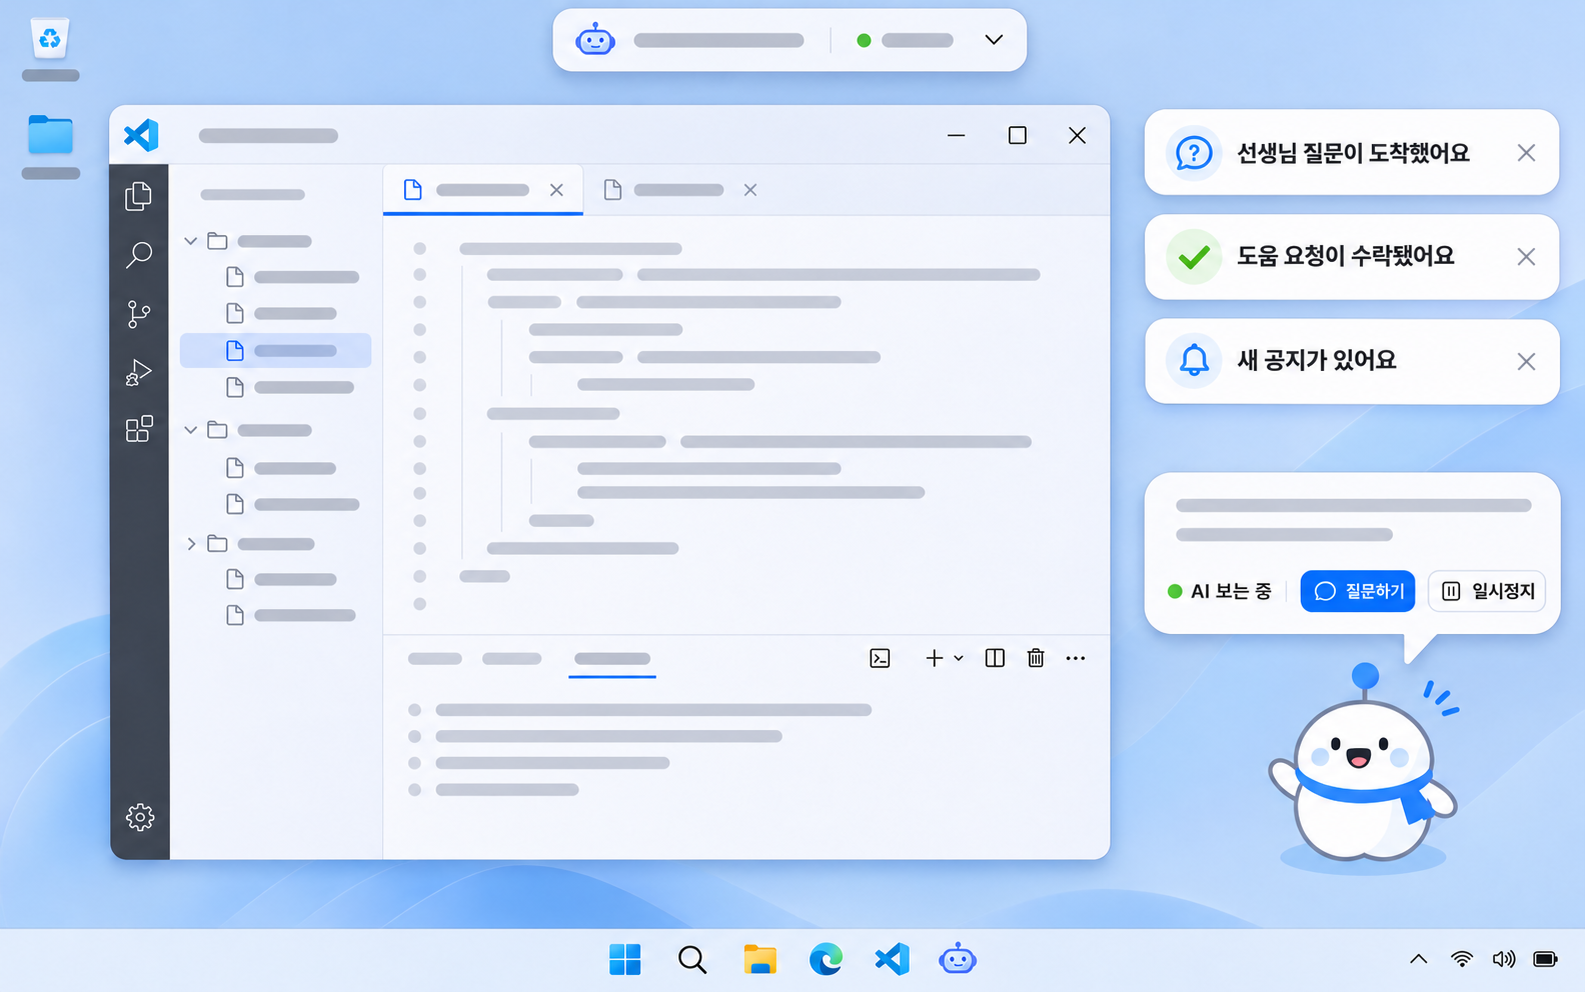 선생님 질문이 도착했어요
도움 요청이 수락됐어요
새 공지가 있어요
AI 보는 중
질문하기
일시정지